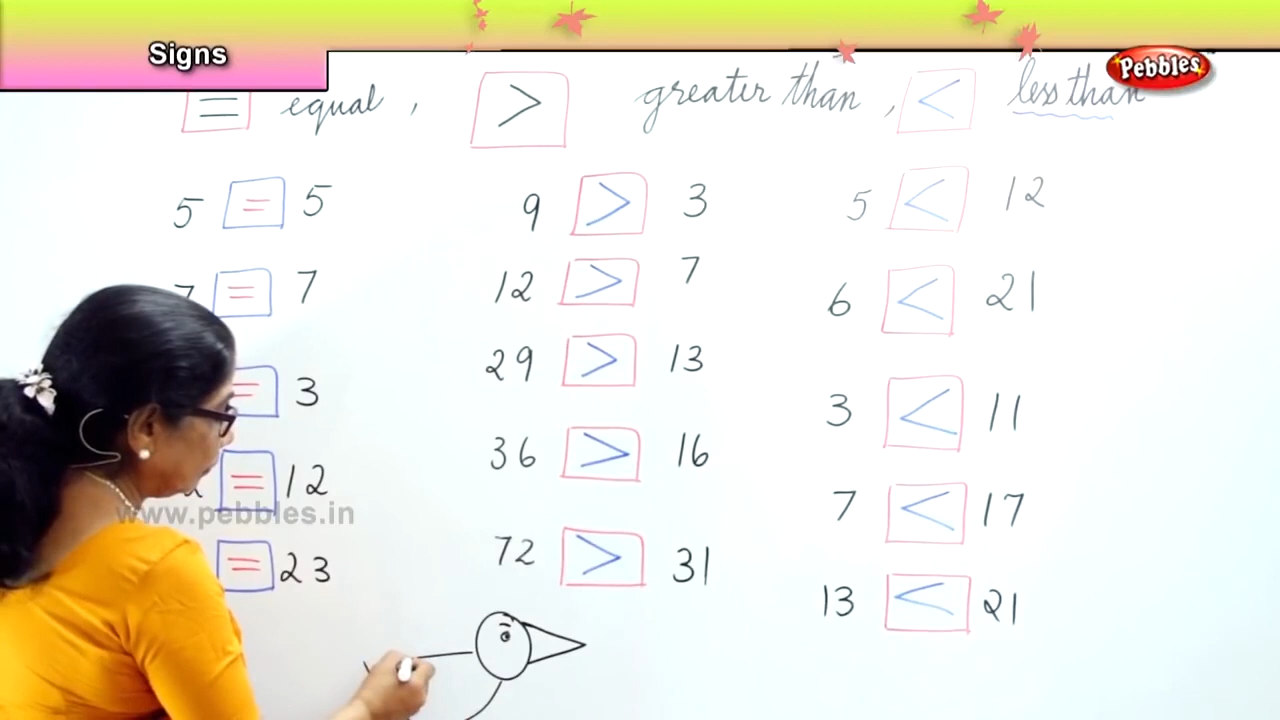 Signs
Pebbles
= equal , > greater than , < less than
5 = 5 9 > 3 5 < 12
7 = 7 12 > 7 6 < 21
= 3 29 > 13 3 < 11
= 12 36 > 16 7 < 17
www.pebbles.in
= 23 72 > 31 13 < 21